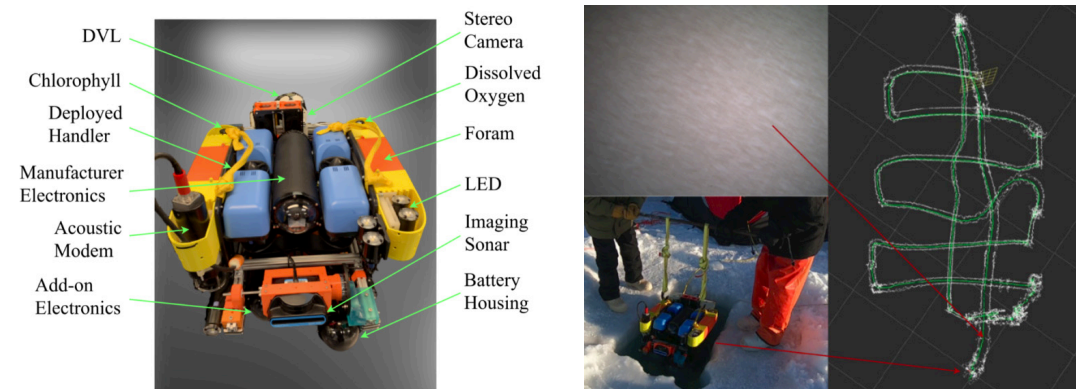 DVL
Chlorophyll
Deployed
Handler
Manufacturer
Electronics
Acoustic
Modem
Add-on
Electronics
Stereo
Camera
Dissolved
Oxygen
Foram
LED
Imaging
Sonar
Battery
Housing